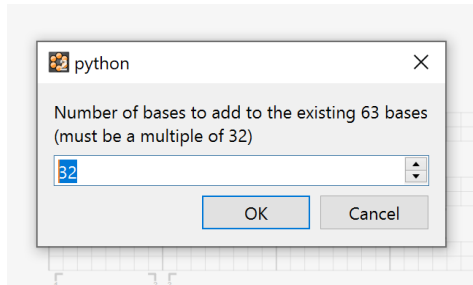 python
Number of bases to add to the existing 63 bases
(must be a multiple of 32)
32
OK
Cancel